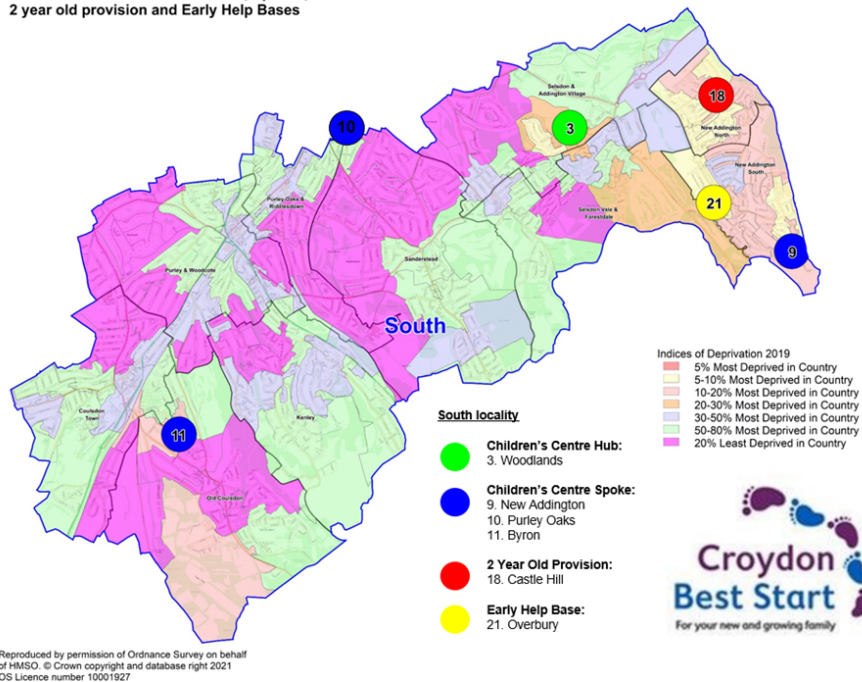 2 year old provision and Early Help Bases
18
Selsdon &
Addington Village
3
10
New Addington
North
New Addington
South
Purley Oaks &
Riddlesdown
21
Selsdon Vale &
Forestdale
9
Sanderstead
Purley & Woodcote
South
Indices of Deprivation 2019
5% Most Deprived in Country
5-10% Most Deprived in Country
10-20% Most Deprived in Country
20-30% Most Deprived in Country
30-50% Most Deprived in Country
50-80% Most Deprived in Country
20% Least Deprived in Country
Coulsdon
Town
Kenley
11
Old Coulsdon
South locality
Children's Centre Hub:
3. Woodlands
Children's Centre Spoke:
9. New Addington
10. Purley Oaks
11. Byron
2 Year Old Provision:
18. Castle Hill
Early Help Base:
21. Overbury
Croydon
Best Start
For your new and growing family
Reproduced by permission of Ordnance Survey on behalf
of HMSO. © Crown copyright and database right 2021
OS Licence number 10001927